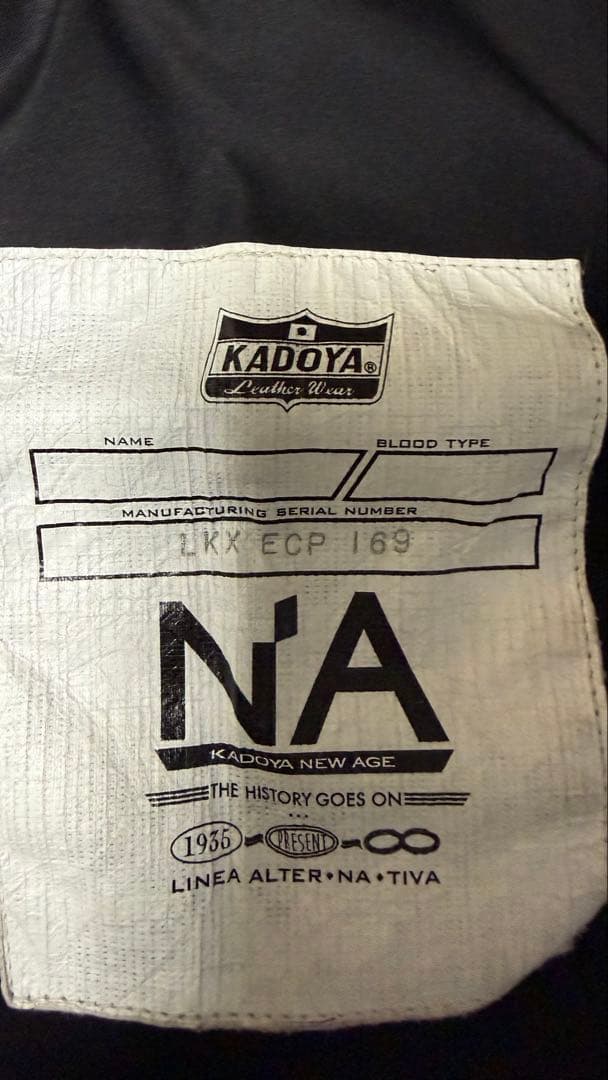 KADOYA®
Leather Wear
NAME BLOOD TYPE
MANUFACTURING SERIAL NUMBER
LKX ECP 169
N'A
KADOYA NEW AGE
THE HISTORY GOES ON
1935~PRESENT~∞
LINEA ALTER•NA•TIVA